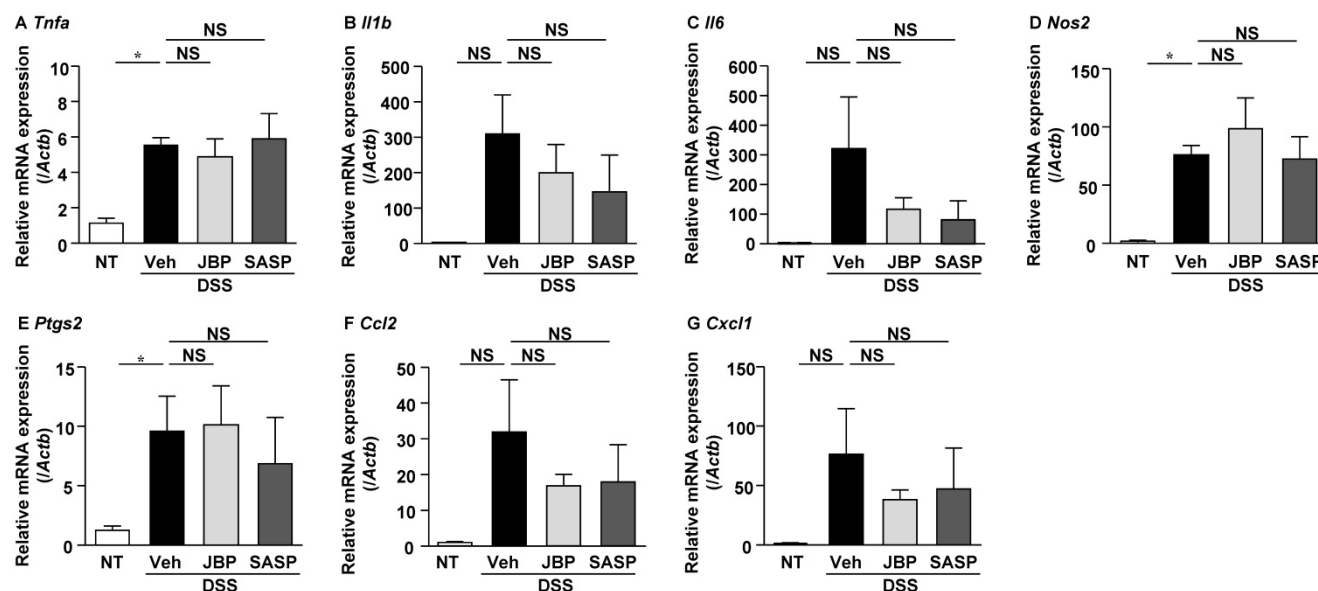 A Tnfa
NS
* NS
Relative mRNA expression
(/Actb)
10
8
6
4
2
0
NT Veh JBP SASP
DSS
B Il1b
NS
NS NS
Relative mRNA expression
(/Actb)
500
400
300
200
100
0
NT Veh JBP SASP
DSS
C Il6
NS
NS NS
Relative mRNA expression
(/Actb)
600
500
400
300
200
100
0
NT Veh JBP SASP
DSS
D Nos2
NS
* NS
Relative mRNA expression
(/Actb)
150
100
50
0
NT Veh JBP SASP
DSS
E Ptgs2
NS
* NS
Relative mRNA expression
(/Actb)
15
10
5
0
NT Veh JBP SASP
DSS
F Ccl2
NS
NS NS
Relative mRNA expression
(/Actb)
50
40
30
20
10
0
NT Veh JBP SASP
DSS
G Cxcl1
NS
NS NS
Relative mRNA expression
(/Actb)
150
100
50
0
NT Veh JBP SASP
DSS